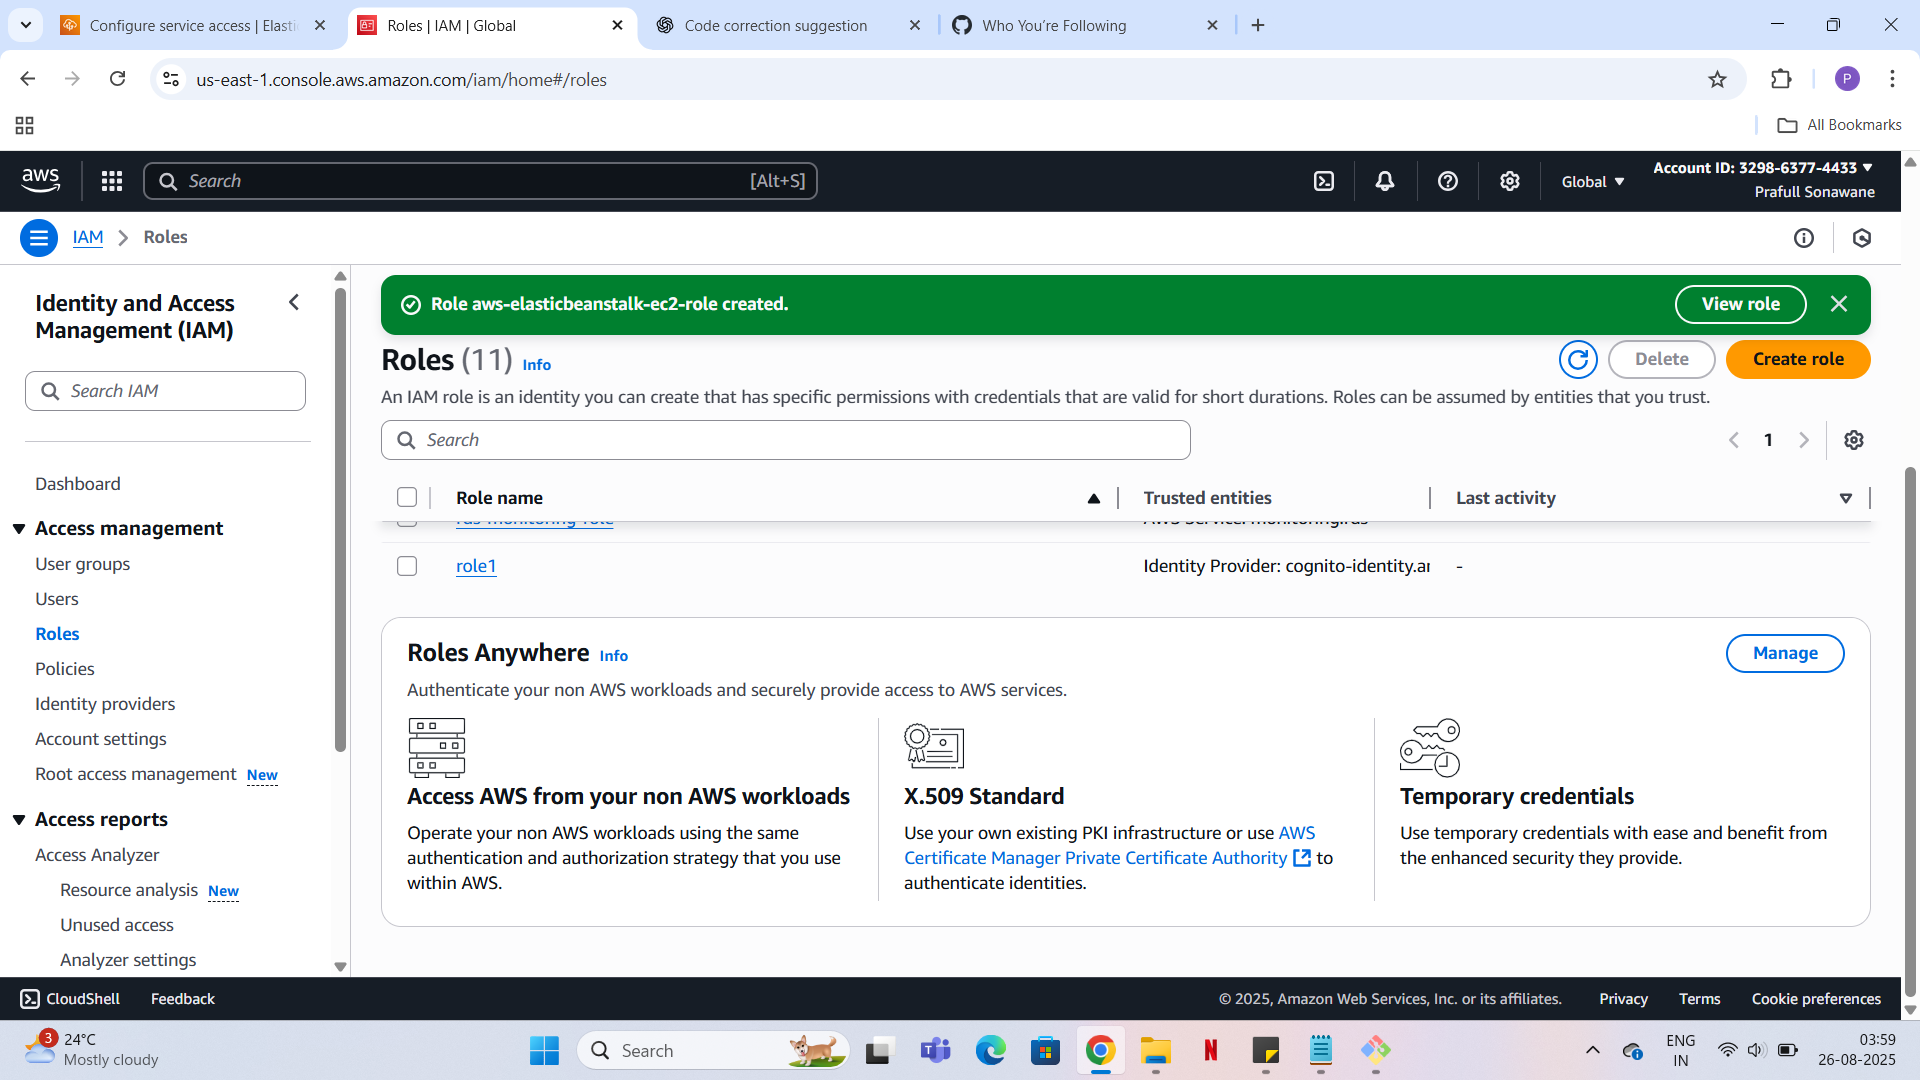 Configure service access | Elasti
Roles | IAM | Global
Code correction suggestion
Who You're Following
us-east-1.console.aws.amazon.com/iam/home#/roles
P
All Bookmarks
aws
Search
[Alt+S]
Global
Account ID: 3298-6377-4433
Prafull Sonawane
IAM
Roles
Identity and Access
Management (IAM)
Search IAM
Dashboard
Access management
User groups
Users
Roles
Policies
Identity providers
Account settings
Root access management New
Access reports
Access Analyzer
Resource analysis New
Unused access
Analyzer settings
Role aws-elasticbeanstalk-ec2-role created.
View role
Roles (11) Info
Delete
Create role
An IAM role is an identity you can create that has specific permissions with credentials that are valid for short durations. Roles can be assumed by entities that you trust.
Search
1
Role name
Trusted entities
Last activity
rds-monitoring-role
AWS Service: monitoring.rds
role1
Identity Provider: cognito-identity.a
-
Roles Anywhere Info
Manage
Authenticate your non AWS workloads and securely provide access to AWS services.
Access AWS from your non AWS workloads
Operate your non AWS workloads using the same
authentication and authorization strategy that you use
within AWS.
X.509 Standard
Use your own existing PKI infrastructure or use AWS
Certificate Manager Private Certificate Authority to
authenticate identities.
Temporary credentials
Use temporary credentials with ease and benefit from
the enhanced security they provide.
CloudShell
Feedback
© 2025, Amazon Web Services, Inc. or its affiliates.
Privacy
Terms
Cookie preferences
3
24°C
Mostly cloudy
Search
N
ENG
IN
03:59
26-08-2025